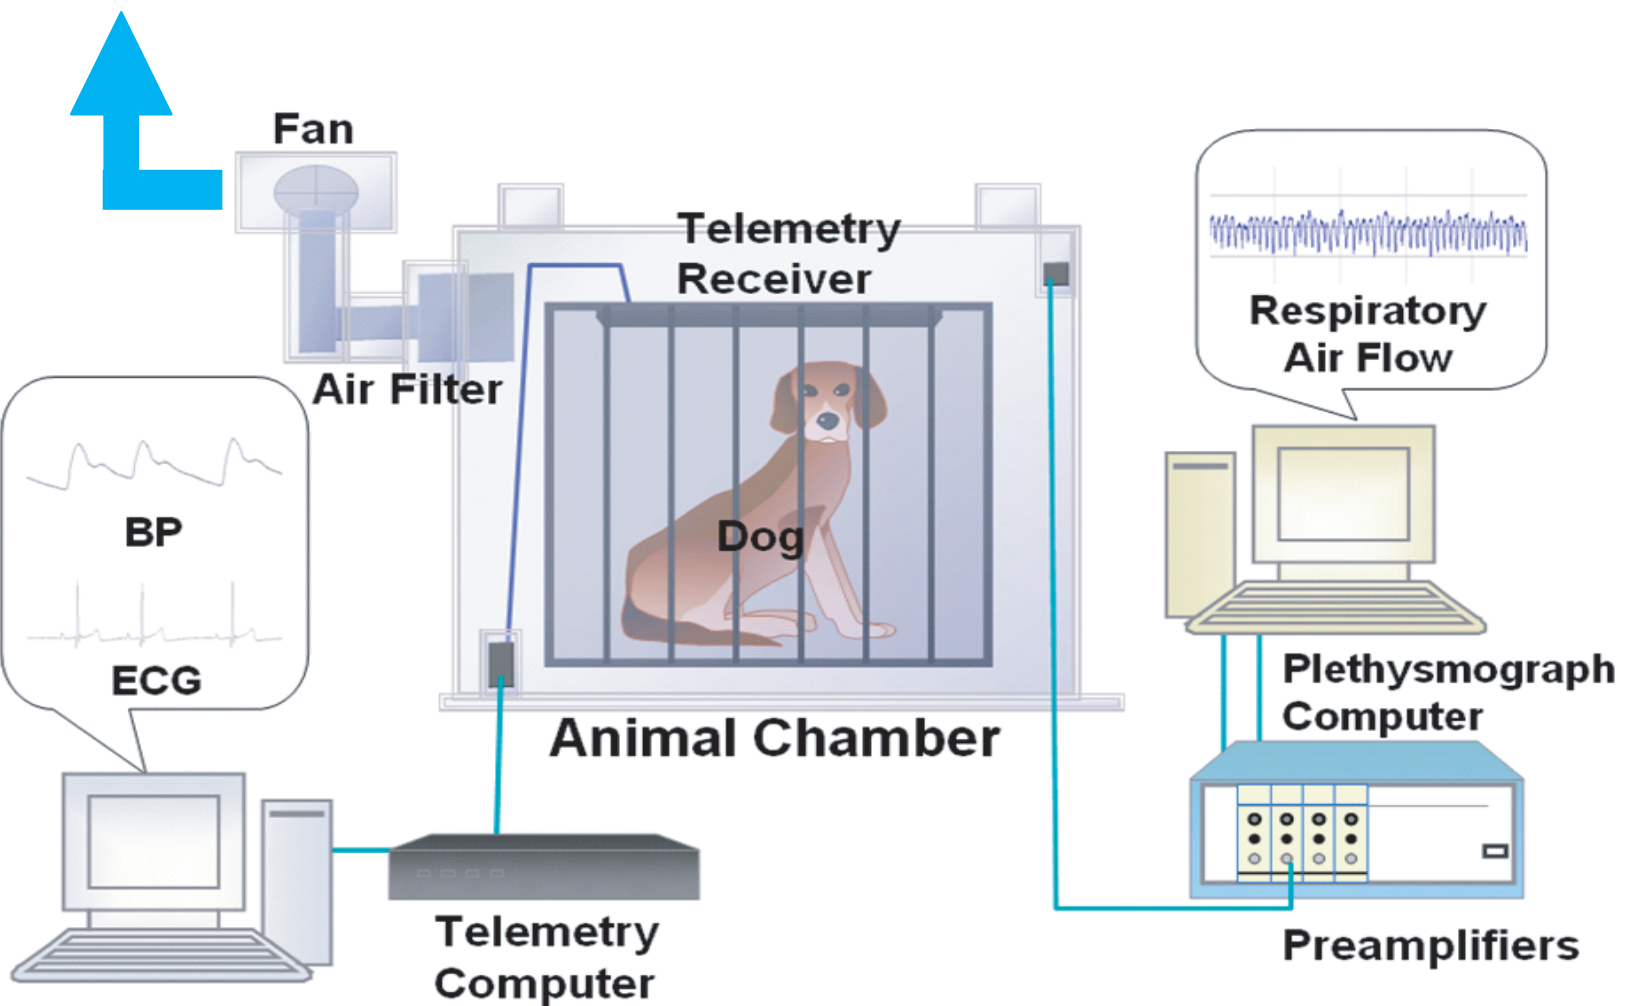 Fan
Telemetry
Receiver
Respiratory
Air Flow
Air Filter
BP
Dog
ECG
Plethysmograph
Computer
Animal Chamber
Telemetry
Computer
Preamplifiers